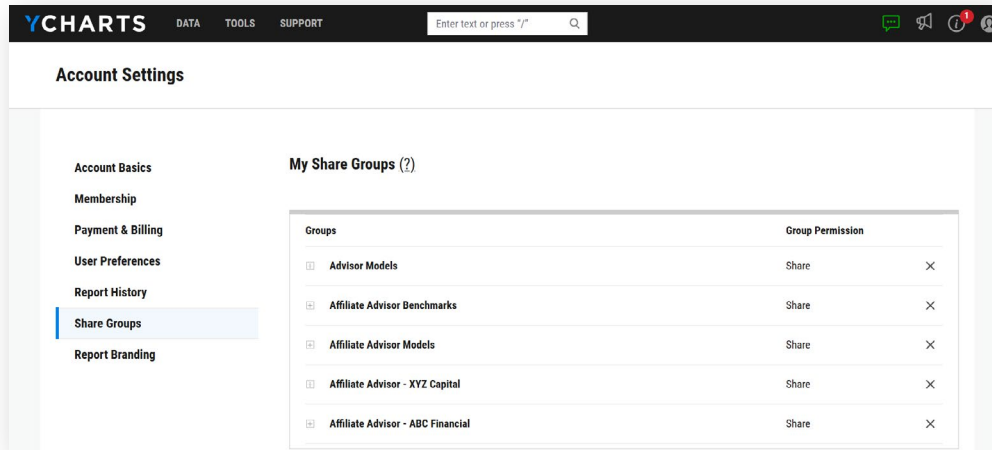 YCHARTS DATA TOOLS SUPPORT Enter text or press "/" 1
Account Settings
Account Basics
Membership
Payment & Billing
User Preferences
Report History
Share Groups
Report Branding
My Share Groups (?)
Groups Group Permission
Advisor Models Share
Affiliate Advisor Benchmarks Share
Affiliate Advisor Models Share
Affiliate Advisor - XYZ Capital Share
Affiliate Advisor - ABC Financial Share